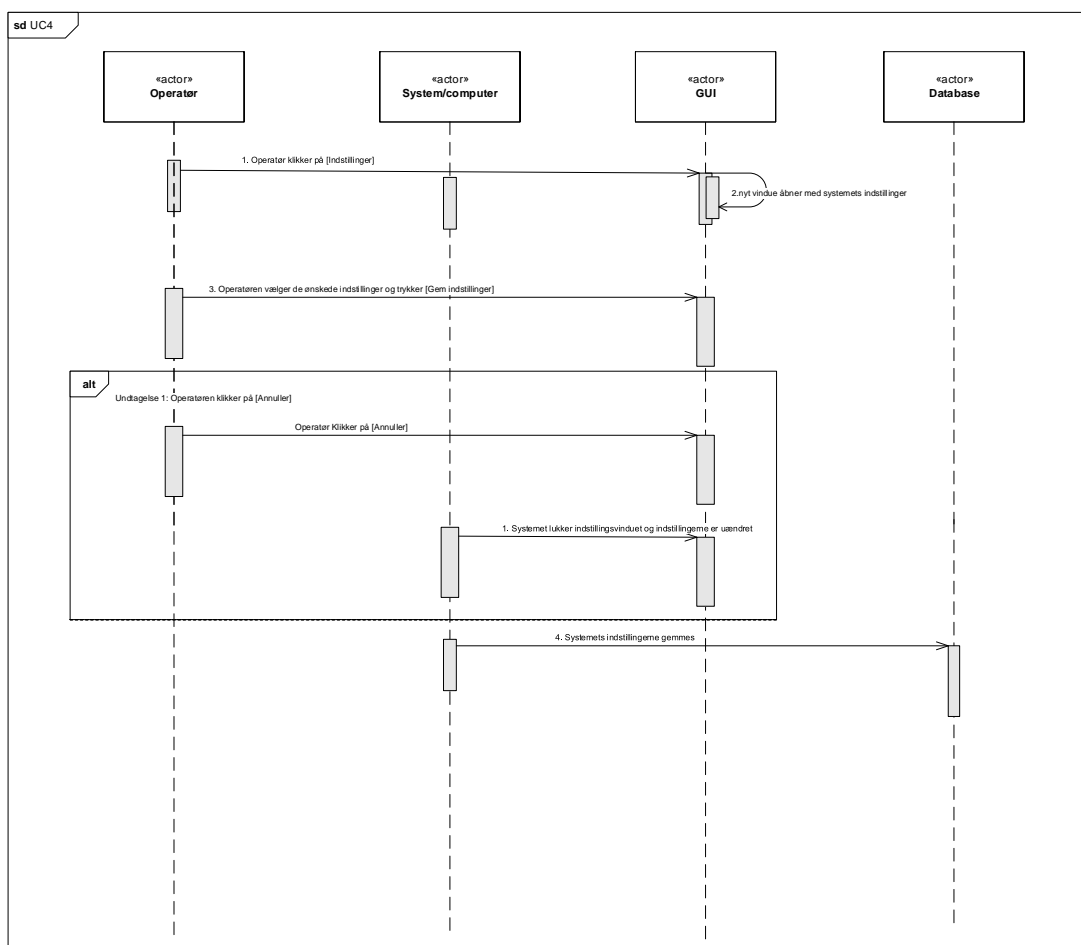 sd UC4
«actor»
Operatør
«actor»
System/computer
«actor»
GUI
«actor»
Database
1. Operatør klikker på [Indstillinger]
2.nyt vindue åbner med systemets indstillinger
3. Operatøren vælger de ønskede indstillinger og trykker [Gem indstillinger]
alt
Undtagelse 1: Operatøren klikker på [Annuller]
Operatør Klikker på [Annuller]
1. Systemet lukker indstillingsvinduet og indstillingerne er uændret
4. Systemets indstillingerne gemmes